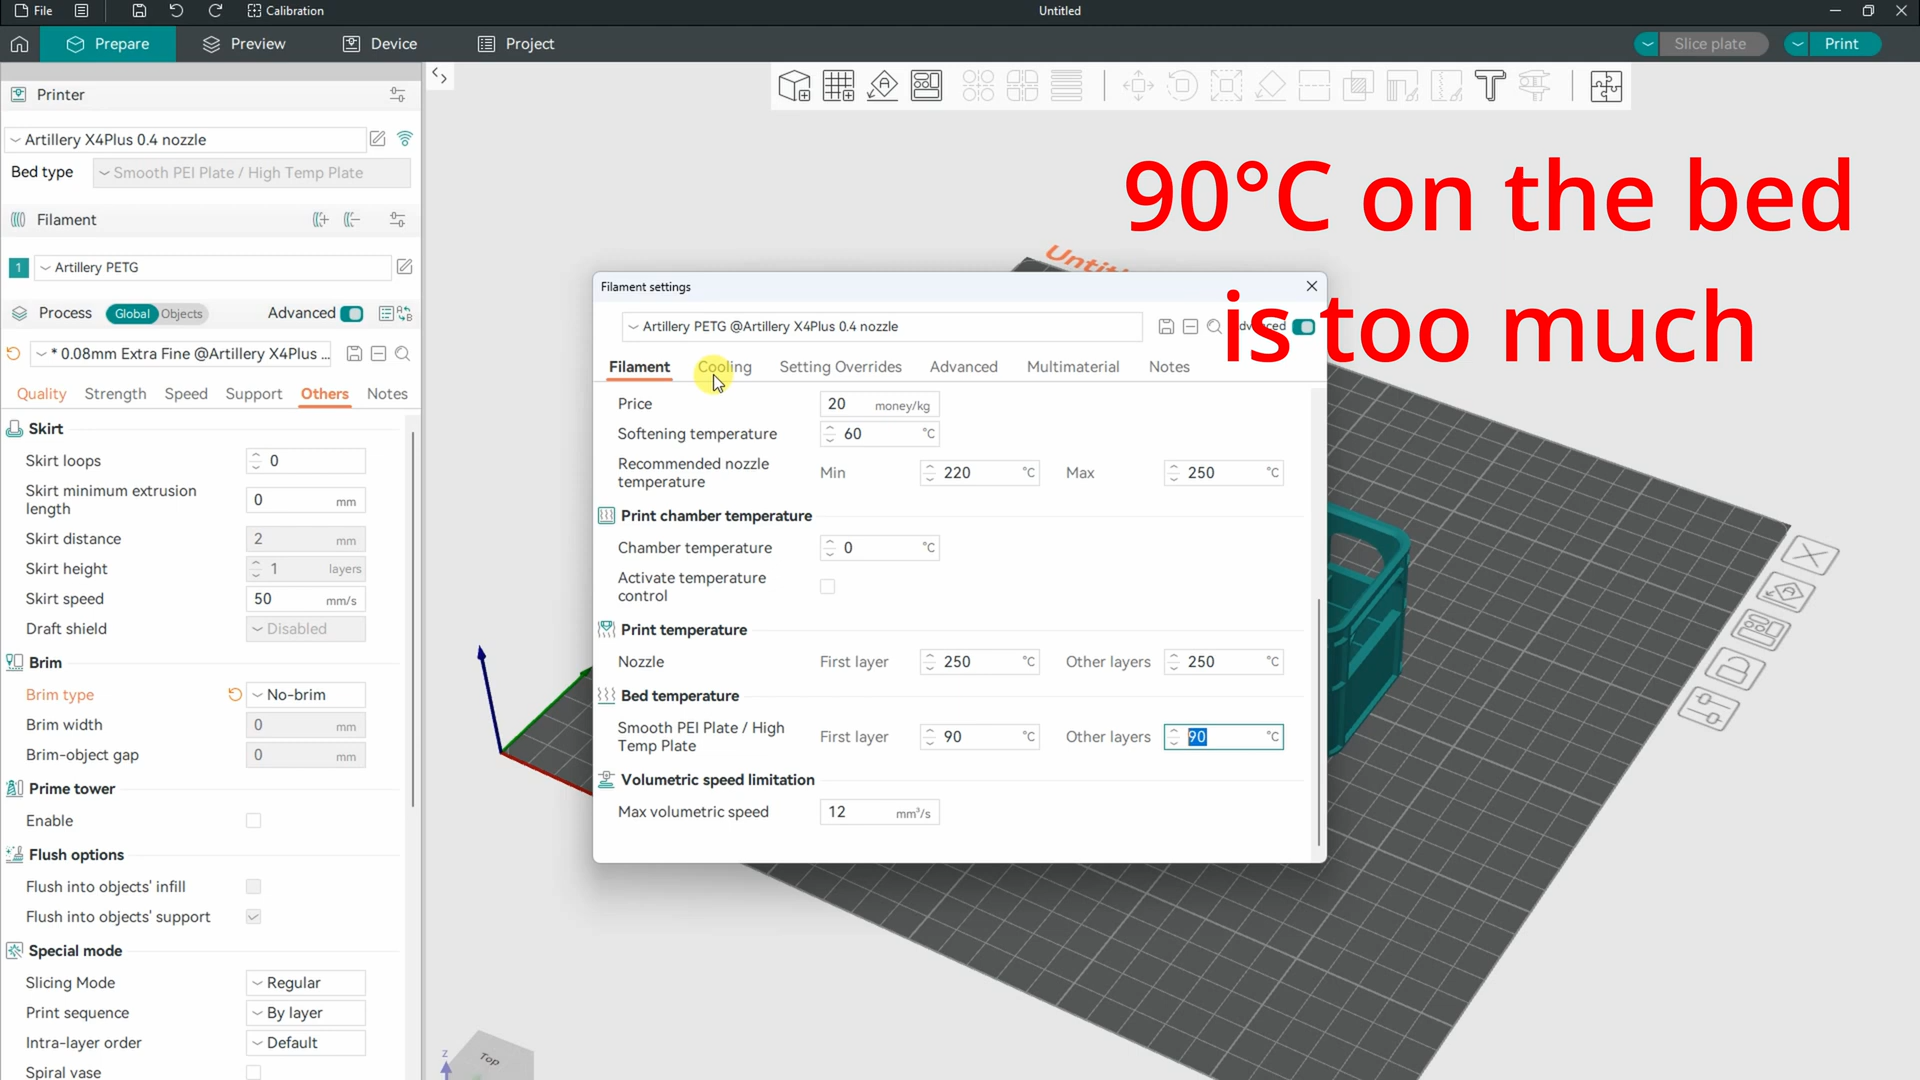 File
Calibration
Untitled
Prepare
Preview
Device
Project
Slice plate
Print
Printer
Artillery X4Plus 0.4 nozzle
Bed type
Smooth PEI Plate / High Temp Plate
Filament
1
Artillery PETG
Process
Global
Objects
Advanced
* 0.08mm Extra Fine @Artillery X4Plus ...
Quality
Strength
Speed
Support
Others
Notes
Skirt
Skirt loops
0
Skirt minimum extrusion
length
0 mm
Skirt distance
2 mm
Skirt height
1 layers
Skirt speed
50 mm/s
Draft shield
Disabled
Brim
Brim type
No-brim
Brim width
0 mm
Brim-object gap
0 mm
Prime tower
Enable
Flush options
Flush into objects' infill
Flush into objects' support
Special mode
Slicing Mode
Regular
Print sequence
By layer
Intra-layer order
Default
Spiral vase
90°C on the bed
is too much
Filament settings
Artillery PETG @Artillery X4Plus 0.4 nozzle
Filament
Cooling
Setting Overrides
Advanced
Multimaterial
Notes
Price
20 money/kg
Softening temperature
60 °C
Recommended nozzle
temperature
Min
220 °C
Max
250 °C
Print chamber temperature
Chamber temperature
0 °C
Activate temperature
control
Print temperature
Nozzle
First layer
250 °C
Other layers
250 °C
Bed temperature
Smooth PEI Plate / High
Temp Plate
First layer
90 °C
Other layers
90 °C
Volumetric speed limitation
Max volumetric speed
12 mm³/s
Top
Z